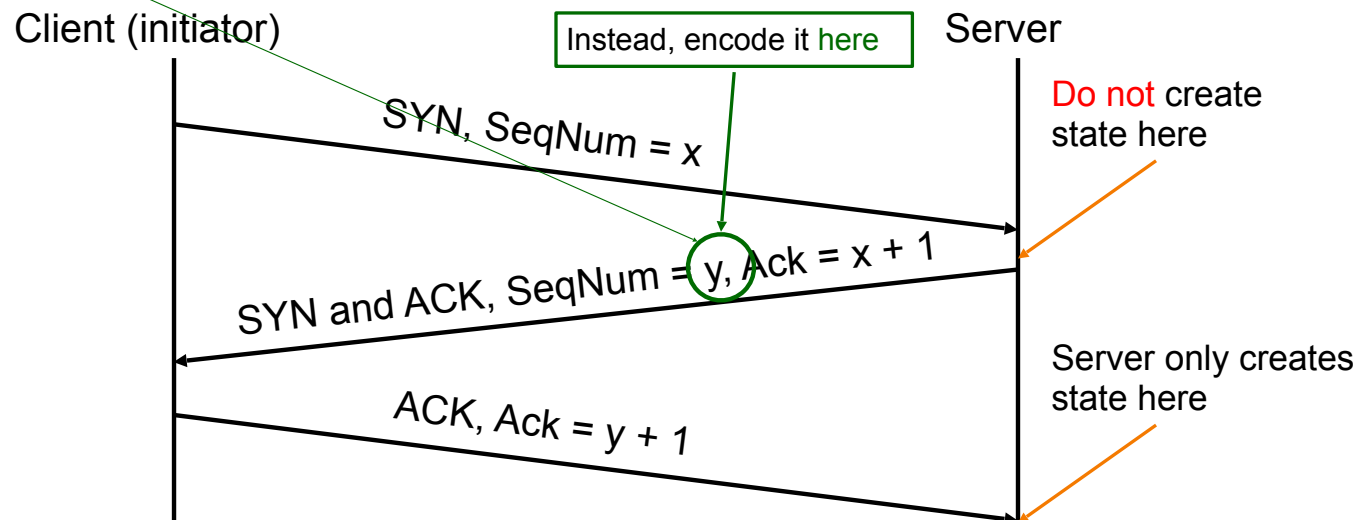 Client (initiator)
Instead, encode it here
Server
Do not create
state here
SYN, SeqNum = x
SYN and ACK, SeqNum = y, Ack = x + 1
Server only creates
state here
ACK, Ack = y + 1